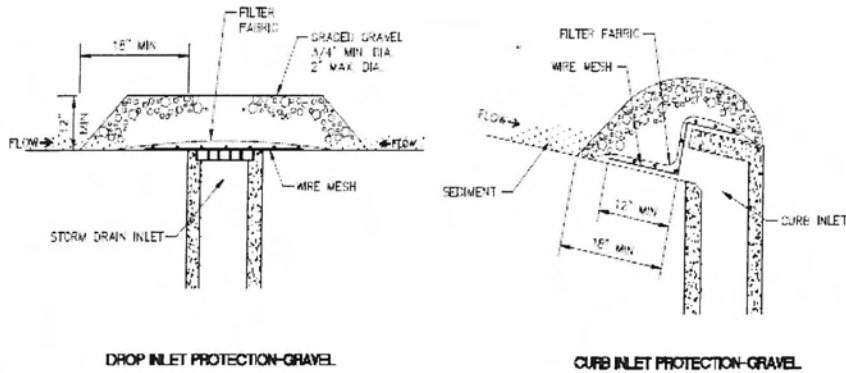 FILTER
FABRIC
18" MIN
GRADED GRAVEL
3/4" MIN. DIA.
2" MAX. DIA.
12"
MIN
FLOW
FLOW
WIRE MESH
STORM DRAIN INLET
DROP INLET PROTECTION-GRAVEL
FILTER FABRIC
WIRE MESH
FLOW
SEDIMENT
12" MIN
18" MIN
CURB INLET
CURB INLET PROTECTION-GRAVEL